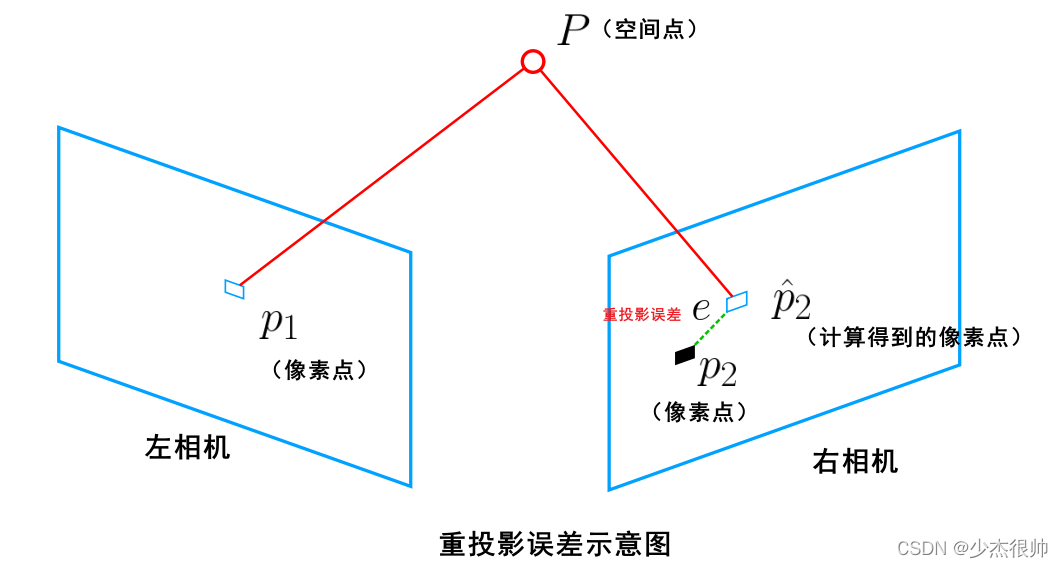 P（空间点）
重投影误差 e
p̂₂
（计算得到的像素点）
p₁
（像素点）
p₂
（像素点）
左相机
右相机
重投影误差示意图
CSDN @少杰很帅